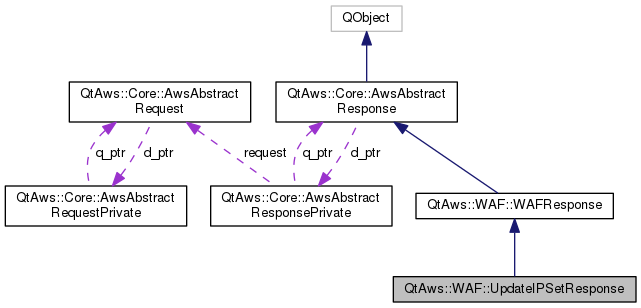 QObject
QtAws::Core::AwsAbstract
Request
QtAws::Core::AwsAbstract
Response
q_ptr
d_ptr
request
q_ptr
d_ptr
QtAws::Core::AwsAbstract
RequestPrivate
QtAws::Core::AwsAbstract
ResponsePrivate
QtAws::WAF::WAFResponse
QtAws::WAF::UpdateIPSetResponse